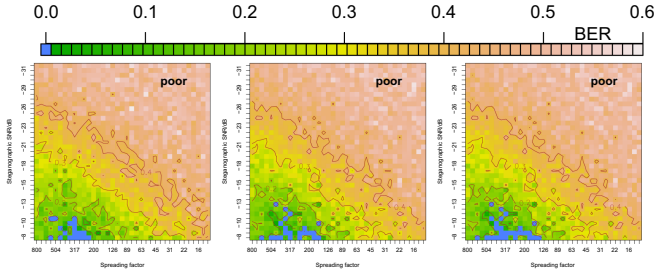 0.0 0.1 0.2 0.3 0.4 0.5 0.6
BER
poor
Steganographic SNR/dB
−31 −29 −26 −23 −21 −18 −15 −13 −10 −8
800 504 317 200 126 89 63 45 32 22 16
Spreading factor
poor
Steganographic SNR/dB
−31 −29 −26 −23 −21 −18 −15 −13 −10 −8
800 504 317 200 126 89 63 45 32 22 16
Spreading factor
poor
Steganographic SNR/dB
−31 −29 −26 −23 −21 −18 −15 −13 −10 −8
800 504 317 200 126 89 63 45 32 22 16
Spreading factor